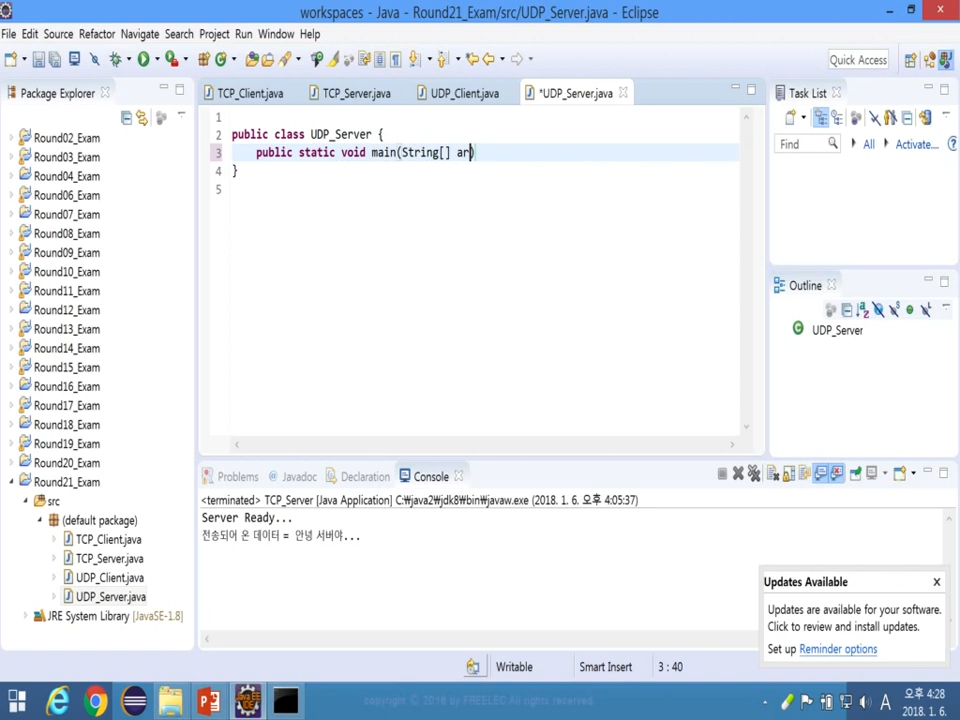 workspaces - Java - Round21_Exam/src/UDP_Server.java - Eclipse
File Edit Source Refactor Navigate Search Project Run Window Help
Quick Access
Package Explorer
TCP_Client.java
TCP_Server.java
UDP_Client.java
*UDP_Server.java
Task List
Find
All
Activate...
1
2 public class UDP_Server {
3 public static void main(String[] ar)
4 }
5
Round02_Exam
Round03_Exam
Round04_Exam
Round06_Exam
Round07_Exam
Round08_Exam
Round09_Exam
Round10_Exam
Round11_Exam
Round12_Exam
Round13_Exam
Round14_Exam
Round15_Exam
Round16_Exam
Round17_Exam
Round18_Exam
Round19_Exam
Round20_Exam
Round21_Exam
src
(default package)
TCP_Client.java
TCP_Server.java
UDP_Client.java
UDP_Server.java
JRE System Library [JavaSE-1.8]
Outline
UDP_Server
Problems
Javadoc
Declaration
Console
<terminated> TCP_Server [Java Application] C:₩java2₩jdk8₩bin₩javaw.exe (2018. 1. 6. 오후 4:05:37)
Server Ready...
전송되어 온 데이터 = 안녕 서버야...
Updates Available
Updates are available for your software.
Click to review and install updates.
Set up Reminder options
Writable
Smart Insert
3 : 40
copyright © 2018 by FREELEC All rights reserved.
A
오후 4:28
2018. 1. 6.